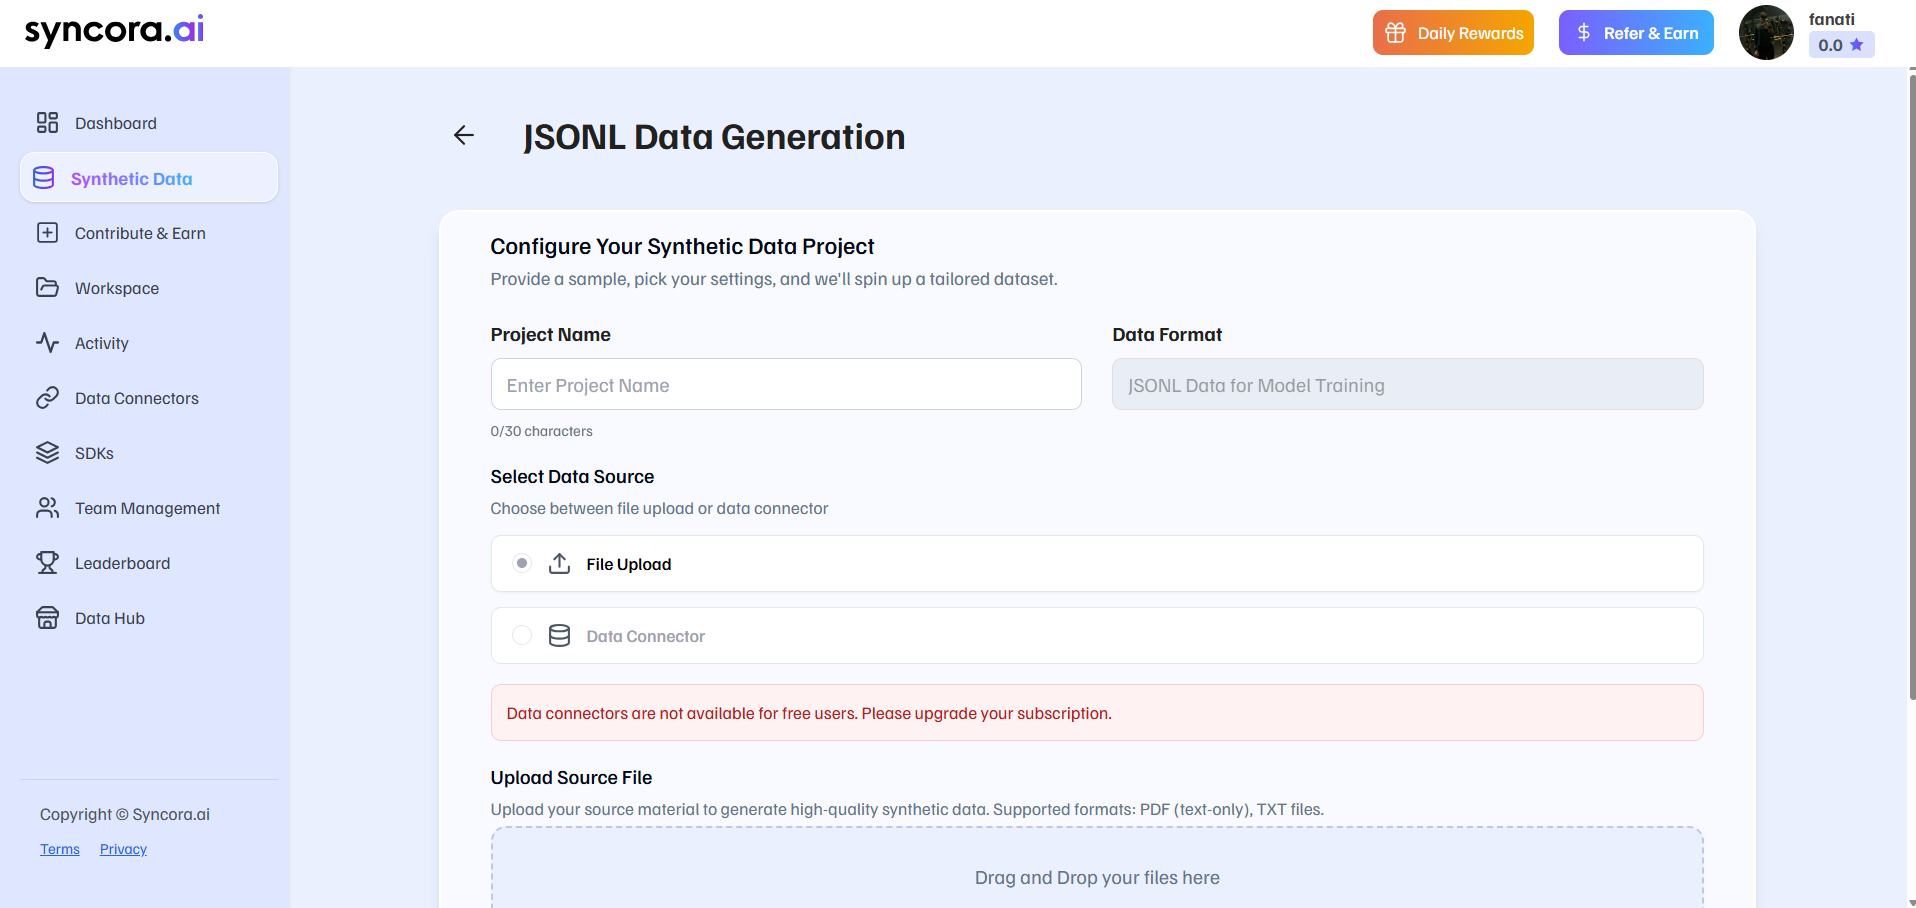 syncora.ai
Daily Rewards
Refer & Earn
fanati
0.0
Dashboard
Synthetic Data
Contribute & Earn
Workspace
Activity
Data Connectors
SDKs
Team Management
Leaderboard
Data Hub
Copyright © Syncora.ai
Terms Privacy
JSONL Data Generation
Configure Your Synthetic Data Project
Provide a sample, pick your settings, and we'll spin up a tailored dataset.
Project Name
Enter Project Name
0/30 characters
Data Format
JSONL Data for Model Training
Select Data Source
Choose between file upload or data connector
File Upload
Data Connector
Data connectors are not available for free users. Please upgrade your subscription.
Upload Source File
Upload your source material to generate high-quality synthetic data. Supported formats: PDF (text-only), TXT files.
Drag and Drop your files here